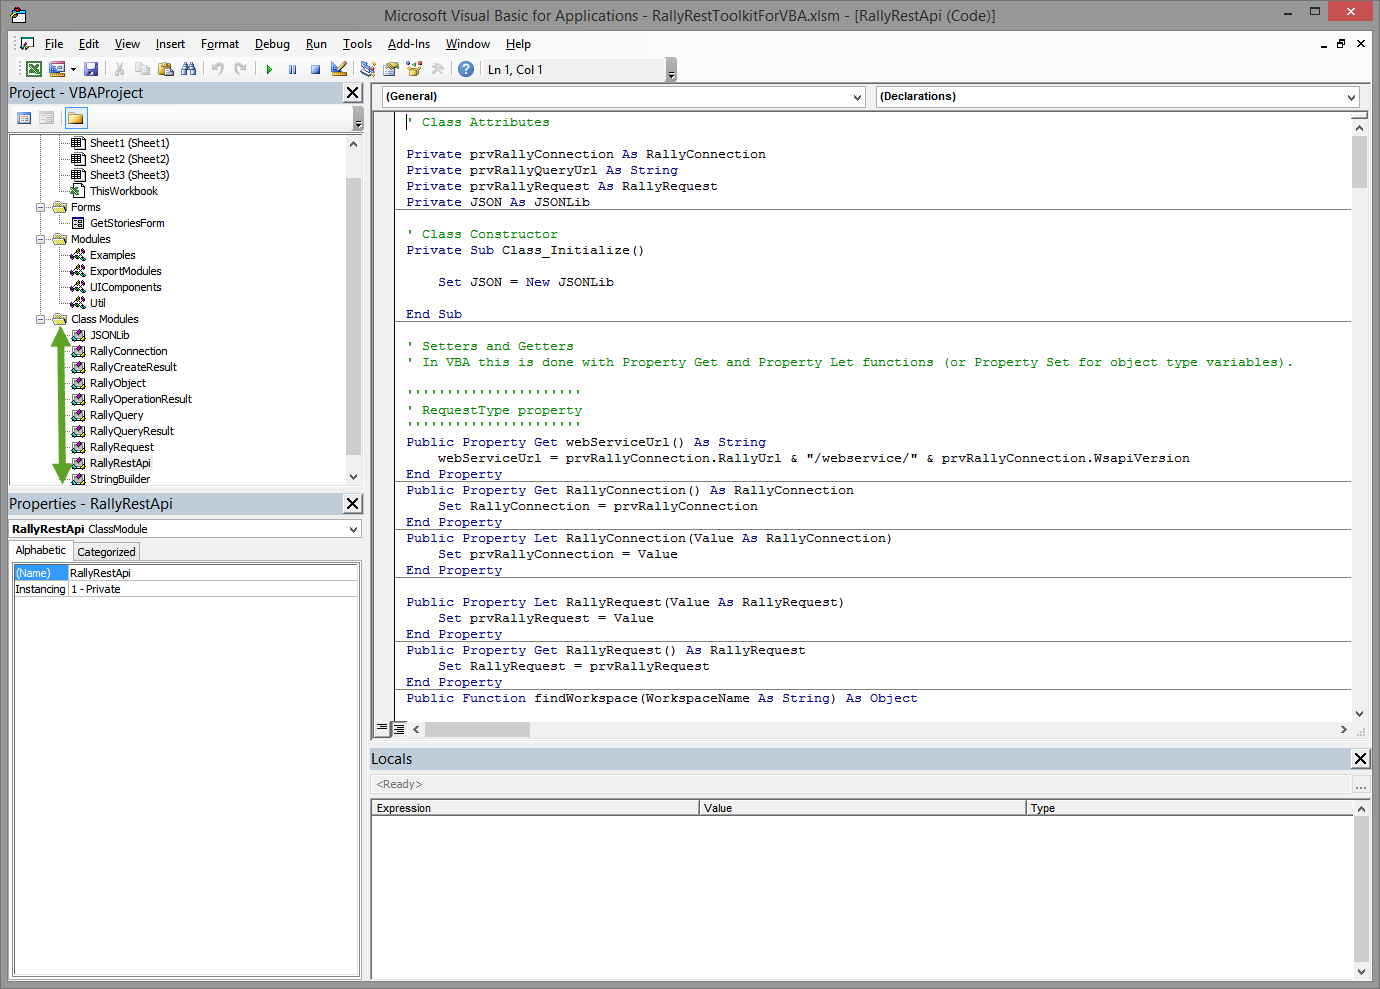 Microsoft Visual Basic for Applications - RallyRestToolkitForVBA.xlsm - [RallyRestApi (Code)]
File Edit View Insert Format Debug Run Tools Add-Ins Window Help
Ln 1, Col 1
Project - VBAProject
Sheet1 (Sheet1)
Sheet2 (Sheet2)
Sheet3 (Sheet3)
ThisWorkbook
Forms
GetStoriesForm
Modules
Examples
ExportModules
UIComponents
Util
Class Modules
JSONLib
RallyConnection
RallyCreateResult
RallyObject
RallyOperationResult
RallyQuery
RallyQueryResult
RallyRequest
RallyRestApi
StringBuilder
Properties - RallyRestApi
RallyRestApi ClassModule
Alphabetic Categorized
(Name) RallyRestApi
Instancing 1 - Private
(General) (Declarations)
' Class Attributes
Private prvRallyConnection As RallyConnection
Private prvRallyQueryUrl As String
Private prvRallyRequest As RallyRequest
Private JSON As JSONLib
' Class Constructor
Private Sub Class_Initialize()
Set JSON = New JSONLib
End Sub
' Setters and Getters
' In VBA this is done with Property Get and Property Let functions (or Property Set for object type variables).
''''''''''''''''''''''
' RequestType property
''''''''''''''''''''''
Public Property Get webServiceUrl() As String
webServiceUrl = prvRallyConnection.RallyUrl & "/webservice/" & prvRallyConnection.WsapiVersion
End Property
Public Property Get RallyConnection() As RallyConnection
Set RallyConnection = prvRallyConnection
End Property
Public Property Let RallyConnection(Value As RallyConnection)
Set prvRallyConnection = Value
End Property
Public Property Let RallyRequest(Value As RallyRequest)
Set prvRallyRequest = Value
End Property
Public Property Get RallyRequest() As RallyRequest
Set RallyRequest = prvRallyRequest
End Property
Public Function findWorkspace(WorkspaceName As String) As Object
Locals
<Ready>
...
Expression Value Type